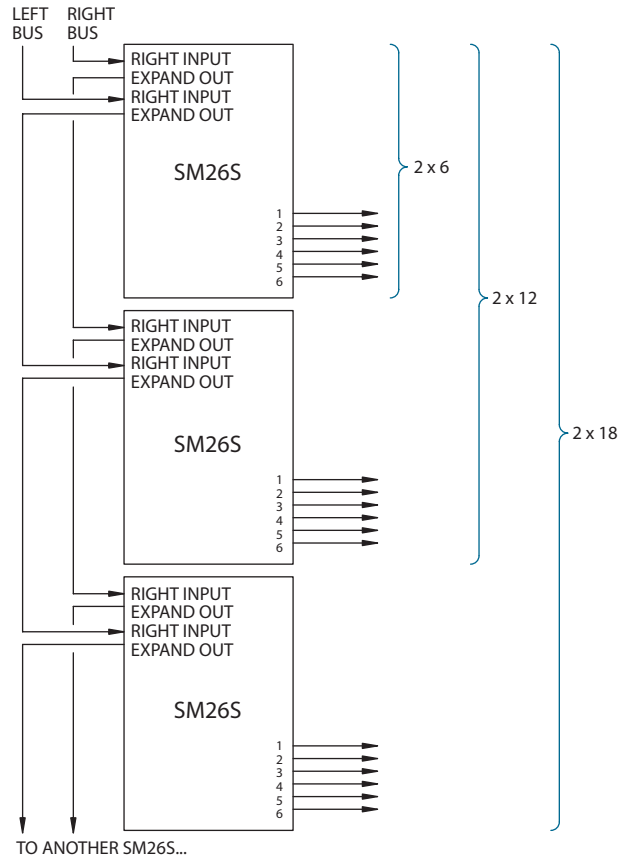 LEFT BUS
RIGHT BUS
RIGHT INPUT
EXPAND OUT
RIGHT INPUT
EXPAND OUT
SM26S
1
2
3
4
5
6
2 x 6
2 x 12
RIGHT INPUT
EXPAND OUT
RIGHT INPUT
EXPAND OUT
SM26S
1
2
3
4
5
6
2 x 18
RIGHT INPUT
EXPAND OUT
RIGHT INPUT
EXPAND OUT
SM26S
1
2
3
4
5
6
TO ANOTHER SM26S...